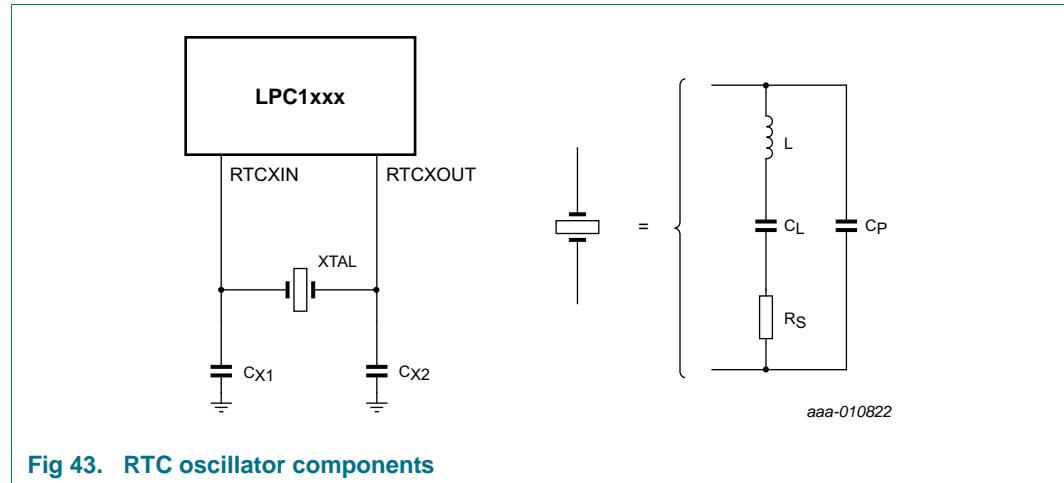 LPC1xxx
RTCXIN
RTCXOUT
XTAL
CX1
CX2
=
L
CL
CP
RS
aaa-010822
Fig 43. RTC oscillator components